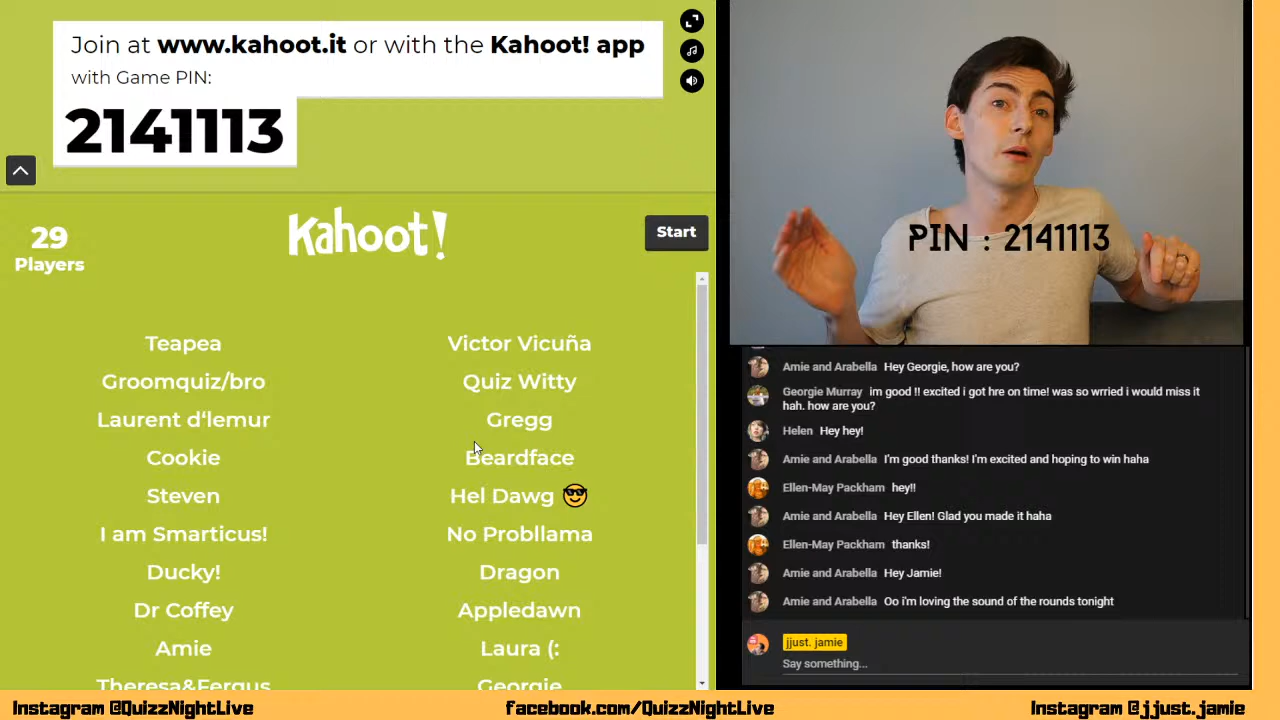 Join at www.kahoot.it or with the Kahoot! app
with Game PIN:
2141113
29
Players
Kahoot!
Start
Teapea
Victor Vicuña
Groomquiz/bro
Quiz Witty
Laurent d‘lemur
Gregg
Cookie
Beardface
Steven
Hel Dawg 😎
I am Smarticus!
No Probllama
Ducky!
Dragon
Dr Coffey
Appledawn
Amie
Laura (:
Theresa&Fergus
Georgie
PIN : 2141113
Amie and Arabella Hey Georgie, how are you?
Georgie Murray im good !! excited i got hre on time! was so wrried i would miss it
hah. how are you?
Helen Hey hey!
Amie and Arabella I'm good thanks! I'm excited and hoping to win haha
Ellen-May Packham hey!!
Amie and Arabella Hey Ellen! Glad you made it haha
Ellen-May Packham thanks!
Amie and Arabella Hey Jamie!
Amie and Arabella Oo i'm loving the sound of the rounds tonight
jjust. jamie
Say something...
Instagram @QuizzNightLive
facebook.com/QuizzNightLive
Instagram @jjust.jamie